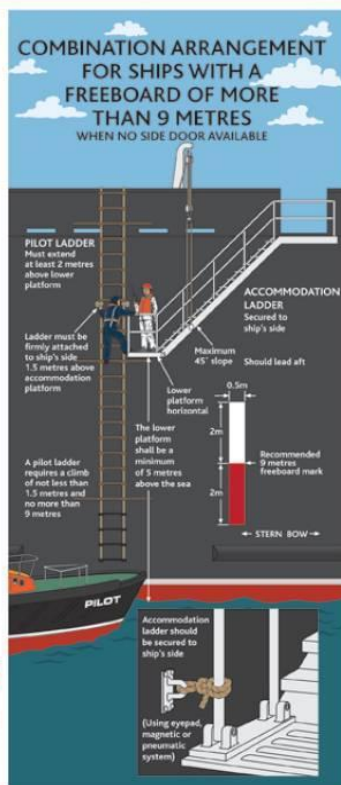 COMBINATION ARRANGEMENT
FOR SHIPS WITH A
FREEBOARD OF MORE
THAN 9 METRES
WHEN NO SIDE DOOR AVAILABLE
PILOT LADDER
Must extend
at least 2 metres
above lower
platform
Ladder must be
firmly attached
to ship's side
1.5 metres above
accommodation
platform
A pilot ladder
requires a climb
of not less than
1.5 metres and
no more than
9 metres
ACCOMMODATION
LADDER
Secured to
ship's side
Maximum
45° slope
Should lead aft
Lower
platform
horizontal
The lower
platform
shall be a
minimum
of 5 metres
above the sea
0.5m
2m
2m
Recommended
9 metres
freeboard mark
STERN BOW
PILOT
Accommodation
ladder should
be secured to
ship's side
(Using eyepad,
magnetic or
pneumatic
system)